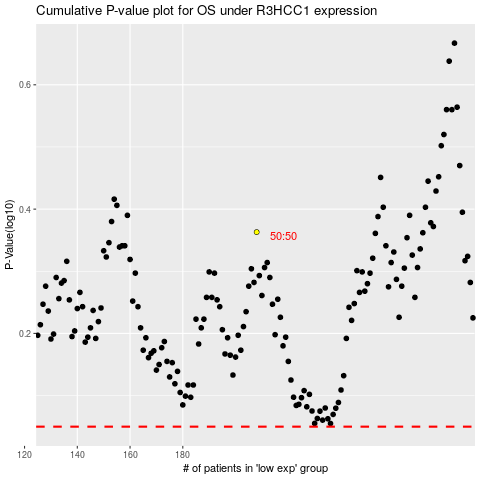 Cumulative P-value plot for OS under R3HCC1 expression
P-Value(log10)
0.6
0.4
0.2
50:50
120 140 160 180
# of patients in 'low exp' group